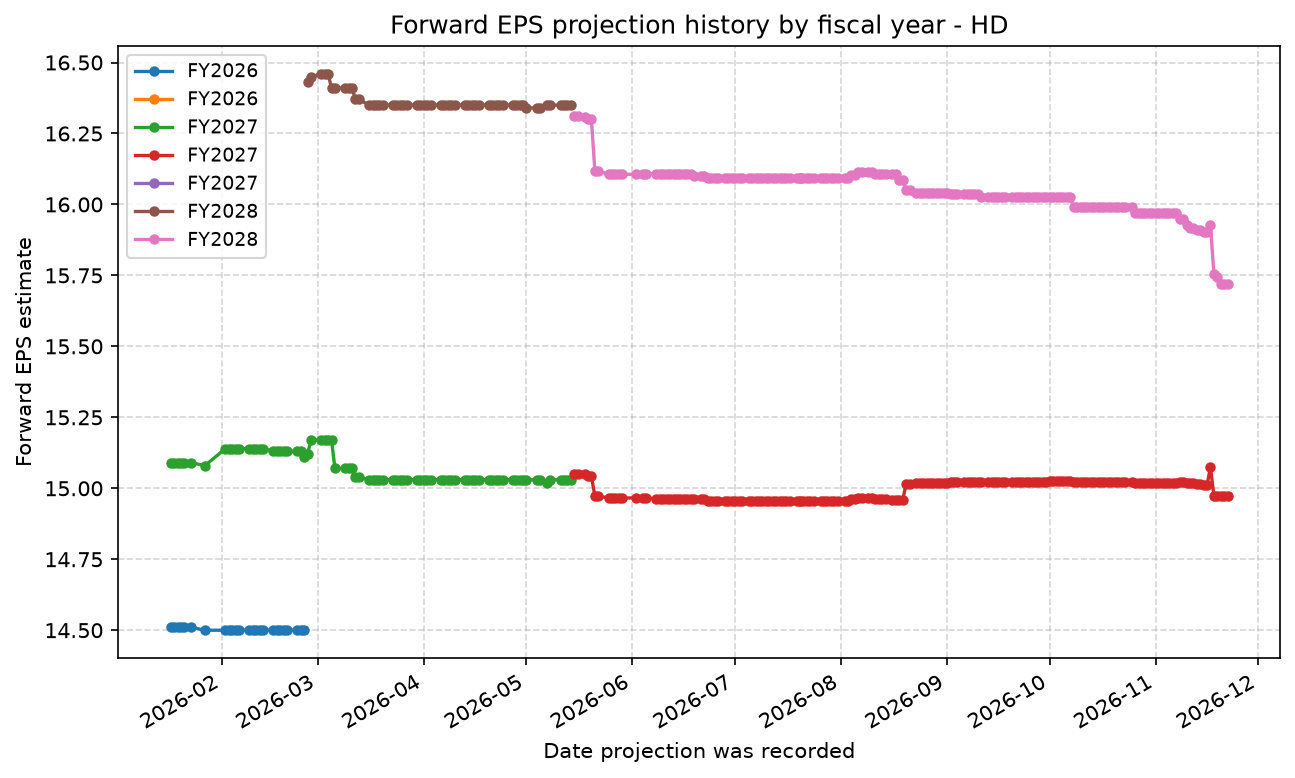 Forward EPS projection history by fiscal year - HD
FY2026
FY2026
FY2027
FY2027
FY2027
FY2028
FY2028
Forward EPS estimate
16.50
16.25
16.00
15.75
15.50
15.25
15.00
14.75
14.50
2026-02
2026-03
2026-04
2026-05
2026-06
2026-07
2026-08
2026-09
2026-10
2026-11
2026-12
Date projection was recorded